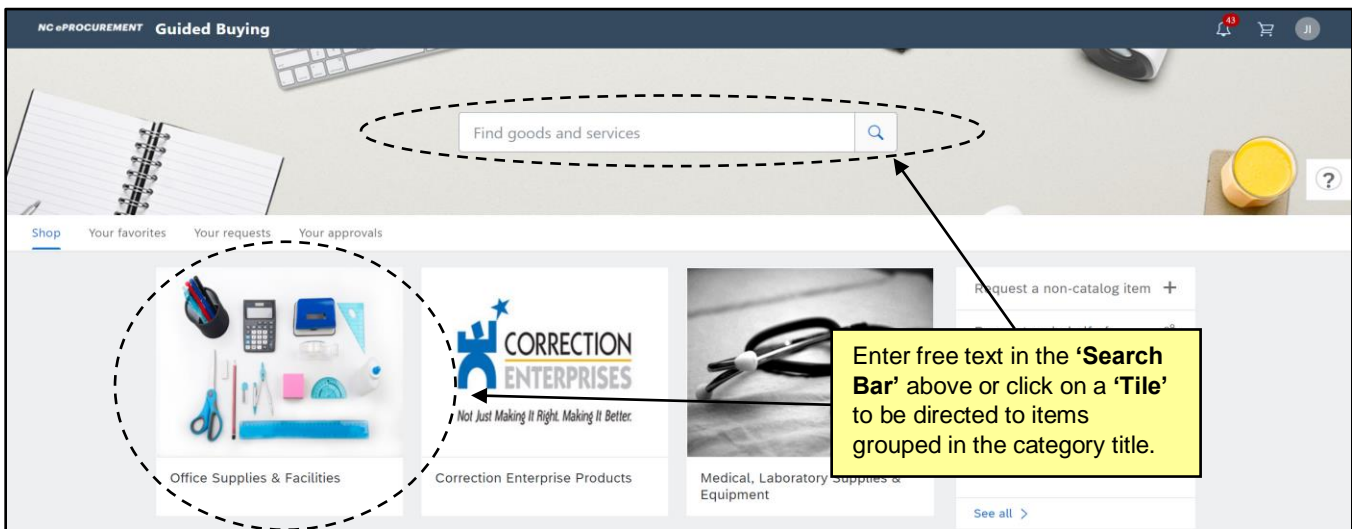 NC ePROCUREMENT Guided Buying
43
JI
Find goods and services
?
Shop Your favorites Your requests Your approvals
CORRECTION
ENTERPRISES
Not Just Making It Right. Making It Better.
Request a non-catalog item +
Enter free text in the ‘Search
Bar’ above or click on a ‘Tile’
to be directed to items
grouped in the category title.
Office Supplies & Facilities
Correction Enterprise Products
Medical, Laboratory Supplies &
Equipment
See all >